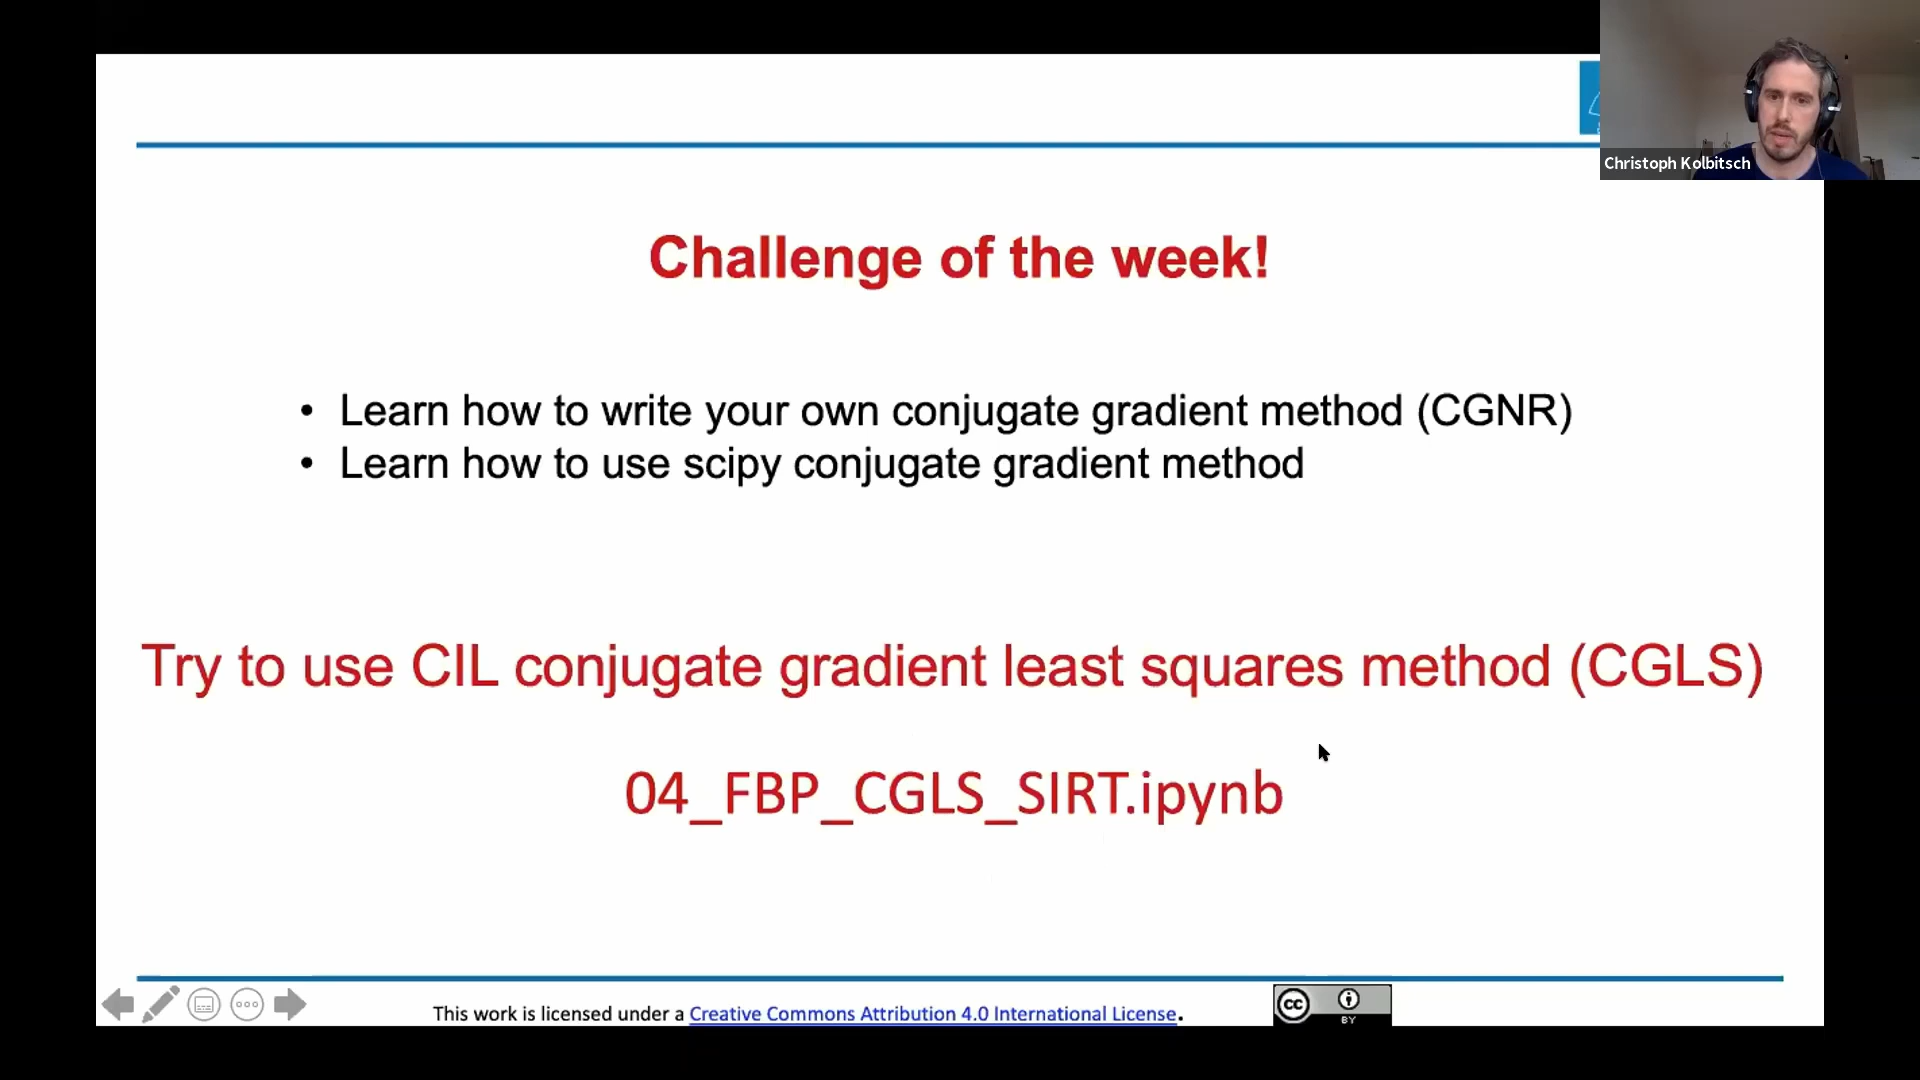 Christoph Kolbitsch
Challenge of the week!
• Learn how to write your own conjugate gradient method (CGNR)
• Learn how to use scipy conjugate gradient method
Try to use CIL conjugate gradient least squares method (CGLS)
04_FBP_CGLS_SIRT.ipynb
This work is licensed under a Creative Commons Attribution 4.0 International License.
cc
BY